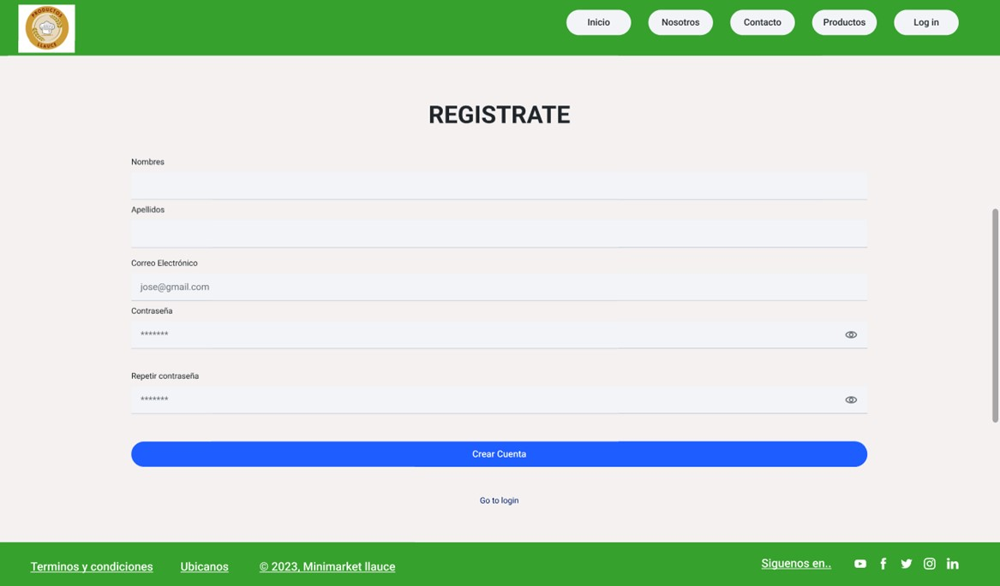 PRODUCTOS
LLAUCE
Inicio
Nosotros
Contacto
Productos
Log in
REGISTRATE
Nombres
Apellidos
Correo Electrónico
jose@gmail.com
Contraseña
*******
Repetir contraseña
*******
Crear Cuenta
Go to login
Terminos y condiciones
Ubicanos
© 2023, Minimarket llauce
Siguenos en..